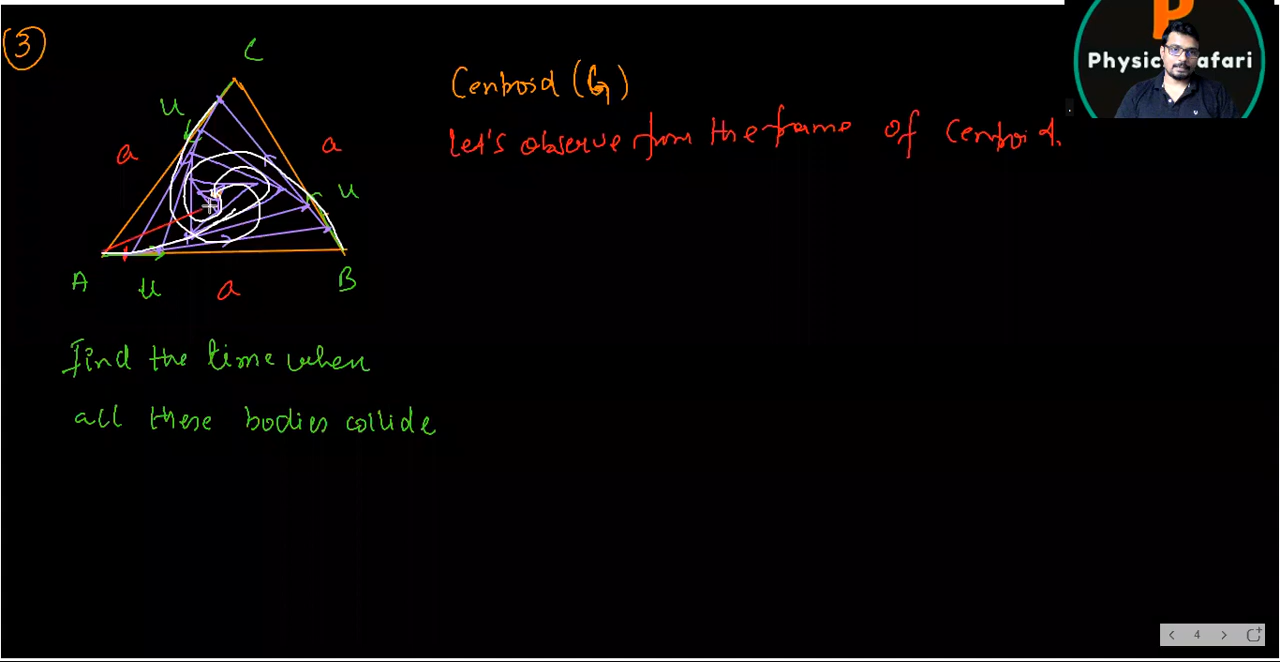 3
C
Centroid (G)
u
a
a
Let's observe from the frame of Centroid.
u
A
u
a
B
Find the time when
all these bodies collide
P
Physics afari
4